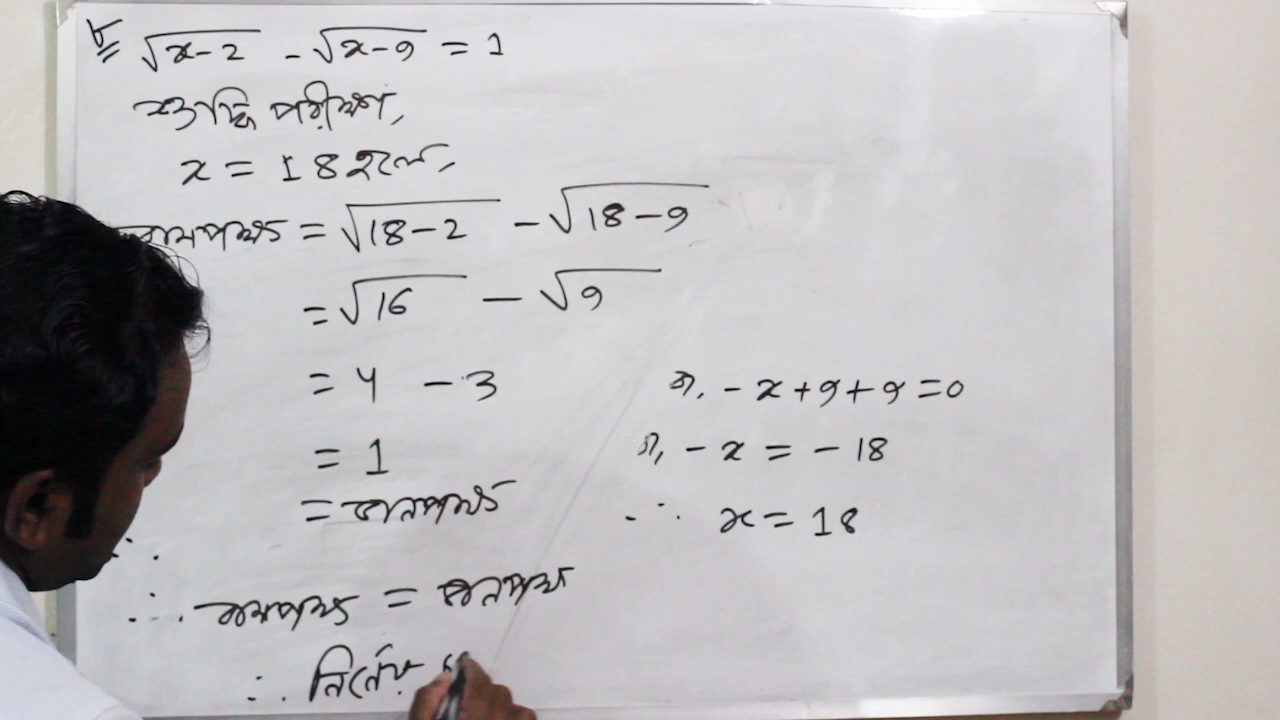 ৮ √x-2 - √x-9 = 1
শুদ্ধি পরীক্ষা,
x = 18 হলে,
বামপক্ষ = √18-2 - √18-9
= √16 - √9
= 4 - 3
= 1
= ডানপক্ষ
∴ বামপক্ষ = ডানপক্ষ
∴ নির্ণেয়
বা, -x+9+9=0
বা, -x = -18
∴ x = 18